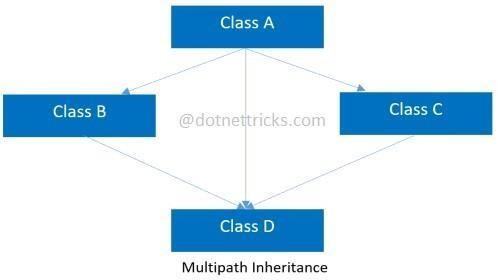 Class A
Class B
Class C
@dotnettricks.com
Class D
Multipath Inheritance